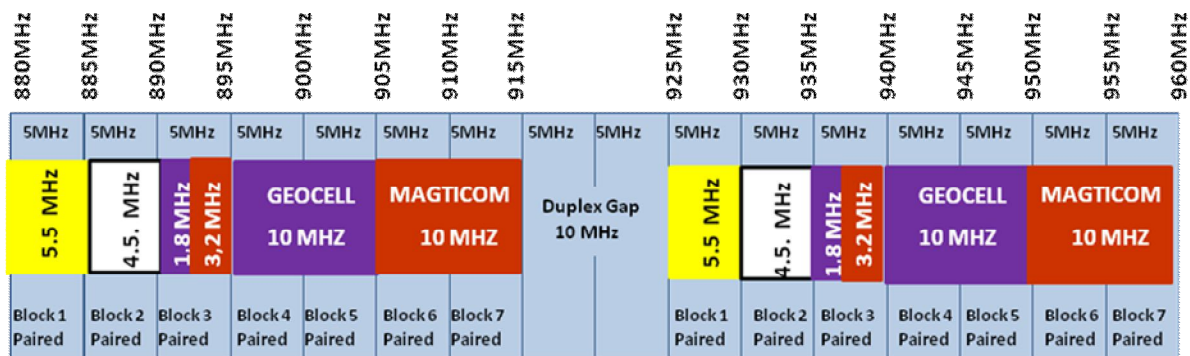 880MHz 885MHz 890MHz 895MHz 900MHz 905MHz 910MHz 915MHz 925MHz 930MHz 935MHz 940MHz 945MHz 950MHz 955MHz 960MHz
5MHz 5MHz 5MHz 5MHz 5MHz 5MHz 5MHz 5MHz 5MHz 5MHz 5MHz 5MHz 5MHz 5MHz 5MHz 5MHz
5.5 MHz
4.5. MHz
1.8 MHz
3,2 MHz
GEOCELL
10 MHZ
MAGTICOM
10 MHZ
Duplex Gap
10 MHz
5.5 MHz
4.5. MHz
1.8 MHz
3.2 MHz
GEOCELL
10 MHZ
MAGTICOM
10 MHZ
Block 1 Block 2 Block 3 Block 4 Block 5 Block 6 Block 7 Block 1 Block 2 Block 3 Block 4 Block 5 Block 6 Block 7
Paired Paired Paired Paired Paired Paired Paired Paired Paired Paired Paired Paired Paired Paired